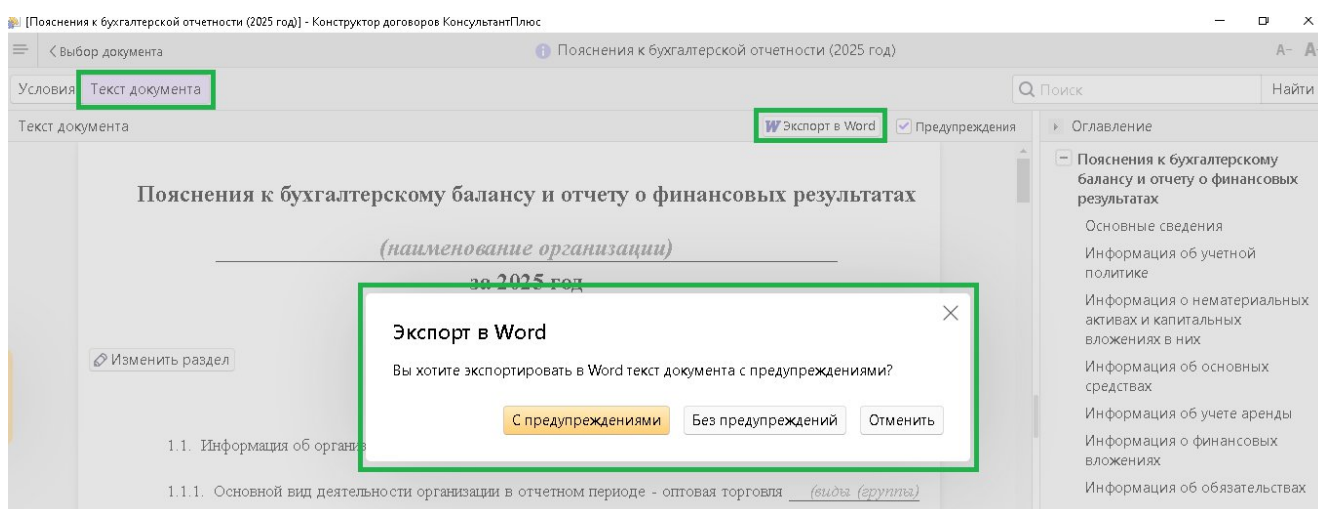 [Пояснения к бухгалтерской отчетности (2025 год)] - Конструктор договоров КонсультантПлюс
Выбор документа
Пояснения к бухгалтерской отчетности (2025 год)
A− A+
Условия
Текст документа
Поиск
Найти
Текст документа
W Экспорт в Word
Предупреждения
Оглавление
Пояснения к бухгалтерскому балансу и отчету о финансовых результатах
(наименование организации)
за 2025 год
Изменить раздел
Экспорт в Word
Вы хотите экспортировать в Word текст документа с предупреждениями?
С предупреждениями
Без предупреждений
Отменить
1.1. Информация об
1.1.1. Основной вид деятельности организации в отчетном периоде - оптовая торговля (виды (группы)
Пояснения к бухгалтерскому
балансу и отчету о финансовых
результатах
Основные сведения
Информация об учетной
политике
Информация о нематериальных
активах и капитальных
вложениях в них
Информация об основных
средствах
Информация об учете аренды
Информация о финансовых
вложениях
Информация об обязательствах